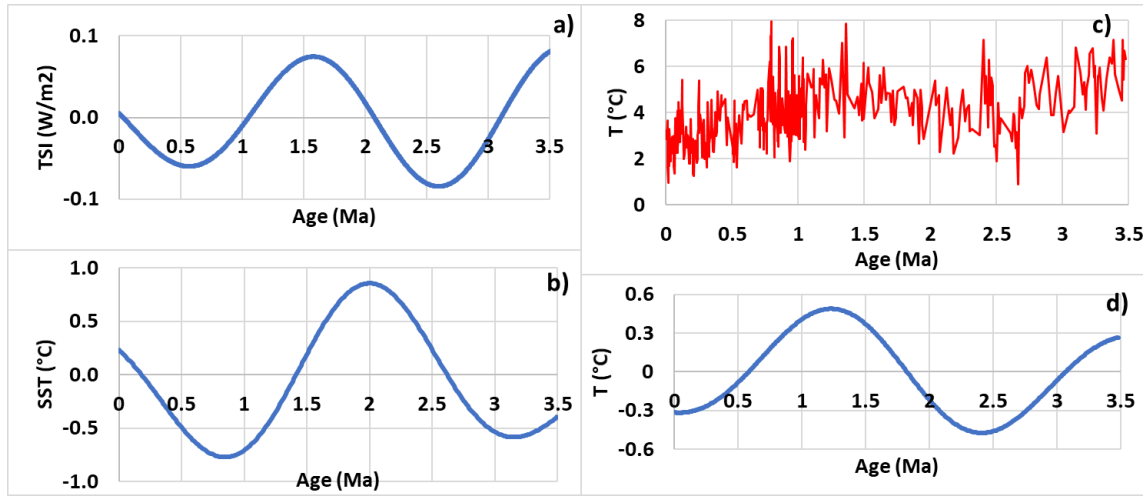 a)
TSI (W/m2)
0.1
0.0
-0.1
0 0.5 1 1.5 2 2.5 3 3.5
Age (Ma)
b)
SST (°C)
1.0
0.5
0.0
-0.5
-1.0
0 0.5 1 1.5 2 2.5 3 3.5
Age (Ma)
c)
T (°C)
8
6
4
2
0
0 0.5 1 1.5 2 2.5 3 3.5
Age (Ma)
d)
T (°C)
0.6
0.3
0
-0.3
-0.6
0 0.5 1 1.5 2 2.5 3 3.5
Age (Ma)